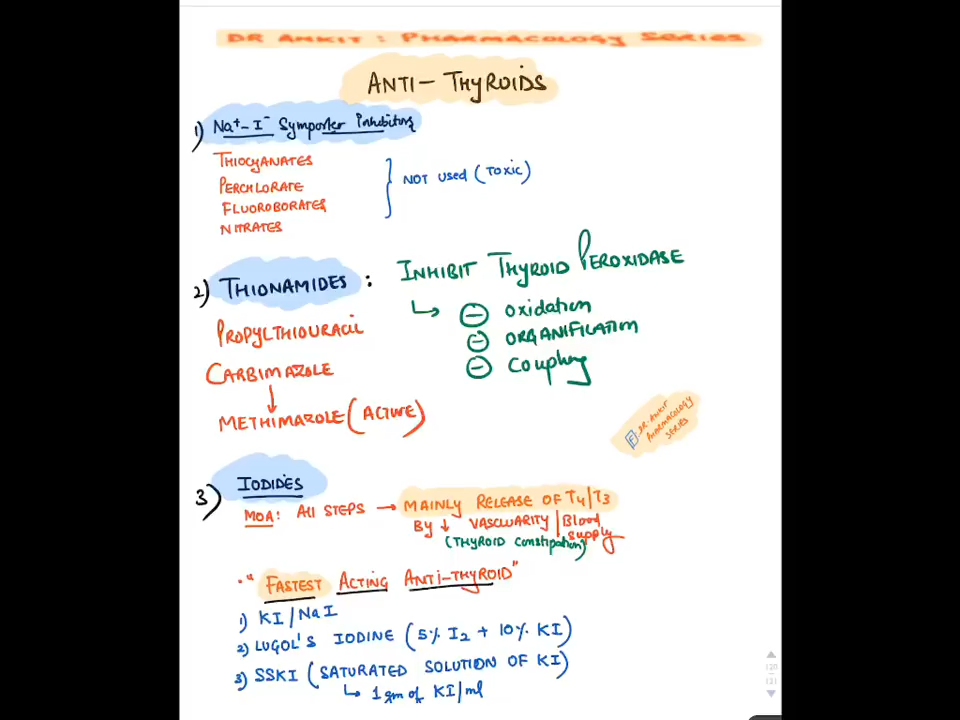 DR ANKIT : PHARMACOLOGY SERIES
ANTI-THYROIDS
1) Na+-I- Symporter Inhibitors
THIOCYANATES
PERCHLORATE
FLUOROBORATES
NITRATES
NOT used (TOXIC)
2) THIONAMIDES : INHIBIT THYROID PEROXIDASE
↳ ⊖ Oxidation
⊖ ORGANIFICATION
⊖ Coupling
PROPYLTHIOURACIL
CARBIMAZOLE
↓
METHIMAZOLE (ACTIVE)
DR. ANKIT
PHARMACOLOGY
SERIES
3) IODIDES
MOA: All STEPS → MAINLY RELEASE OF T4/T3
By ↓ VASCULARITY / Blood supply
(THYROID Constipation)
• "FASTEST ACTING ANTI-THYROID"
1) KI/NaI
2) LUGOL'S IODINE (5% I2 + 10% KI)
3) SSKI (SATURATED SOLUTION OF KI)
↳ 1 gm of KI/ml